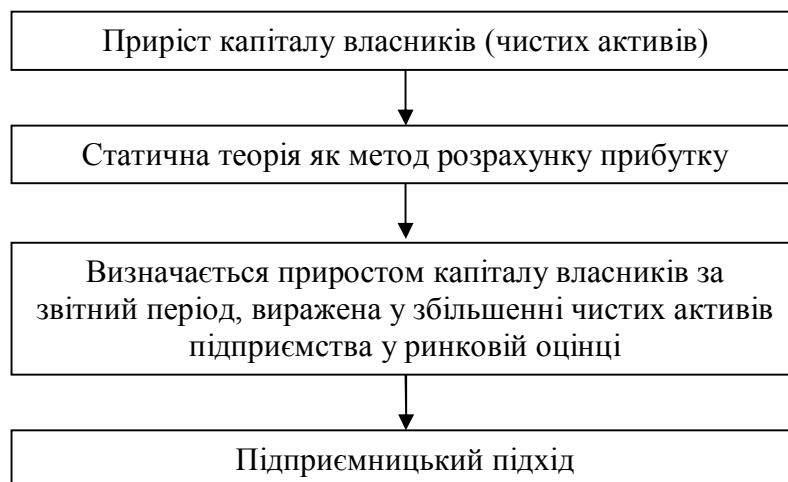 Приріст капіталу власників (чистих активів)
Статична теорія як метод розрахунку прибутку
Визначається приростом капіталу власників за
звітний період, виражена у збільшенні чистих активів
підприємства у ринковій оцінці
Підприємницький підхід